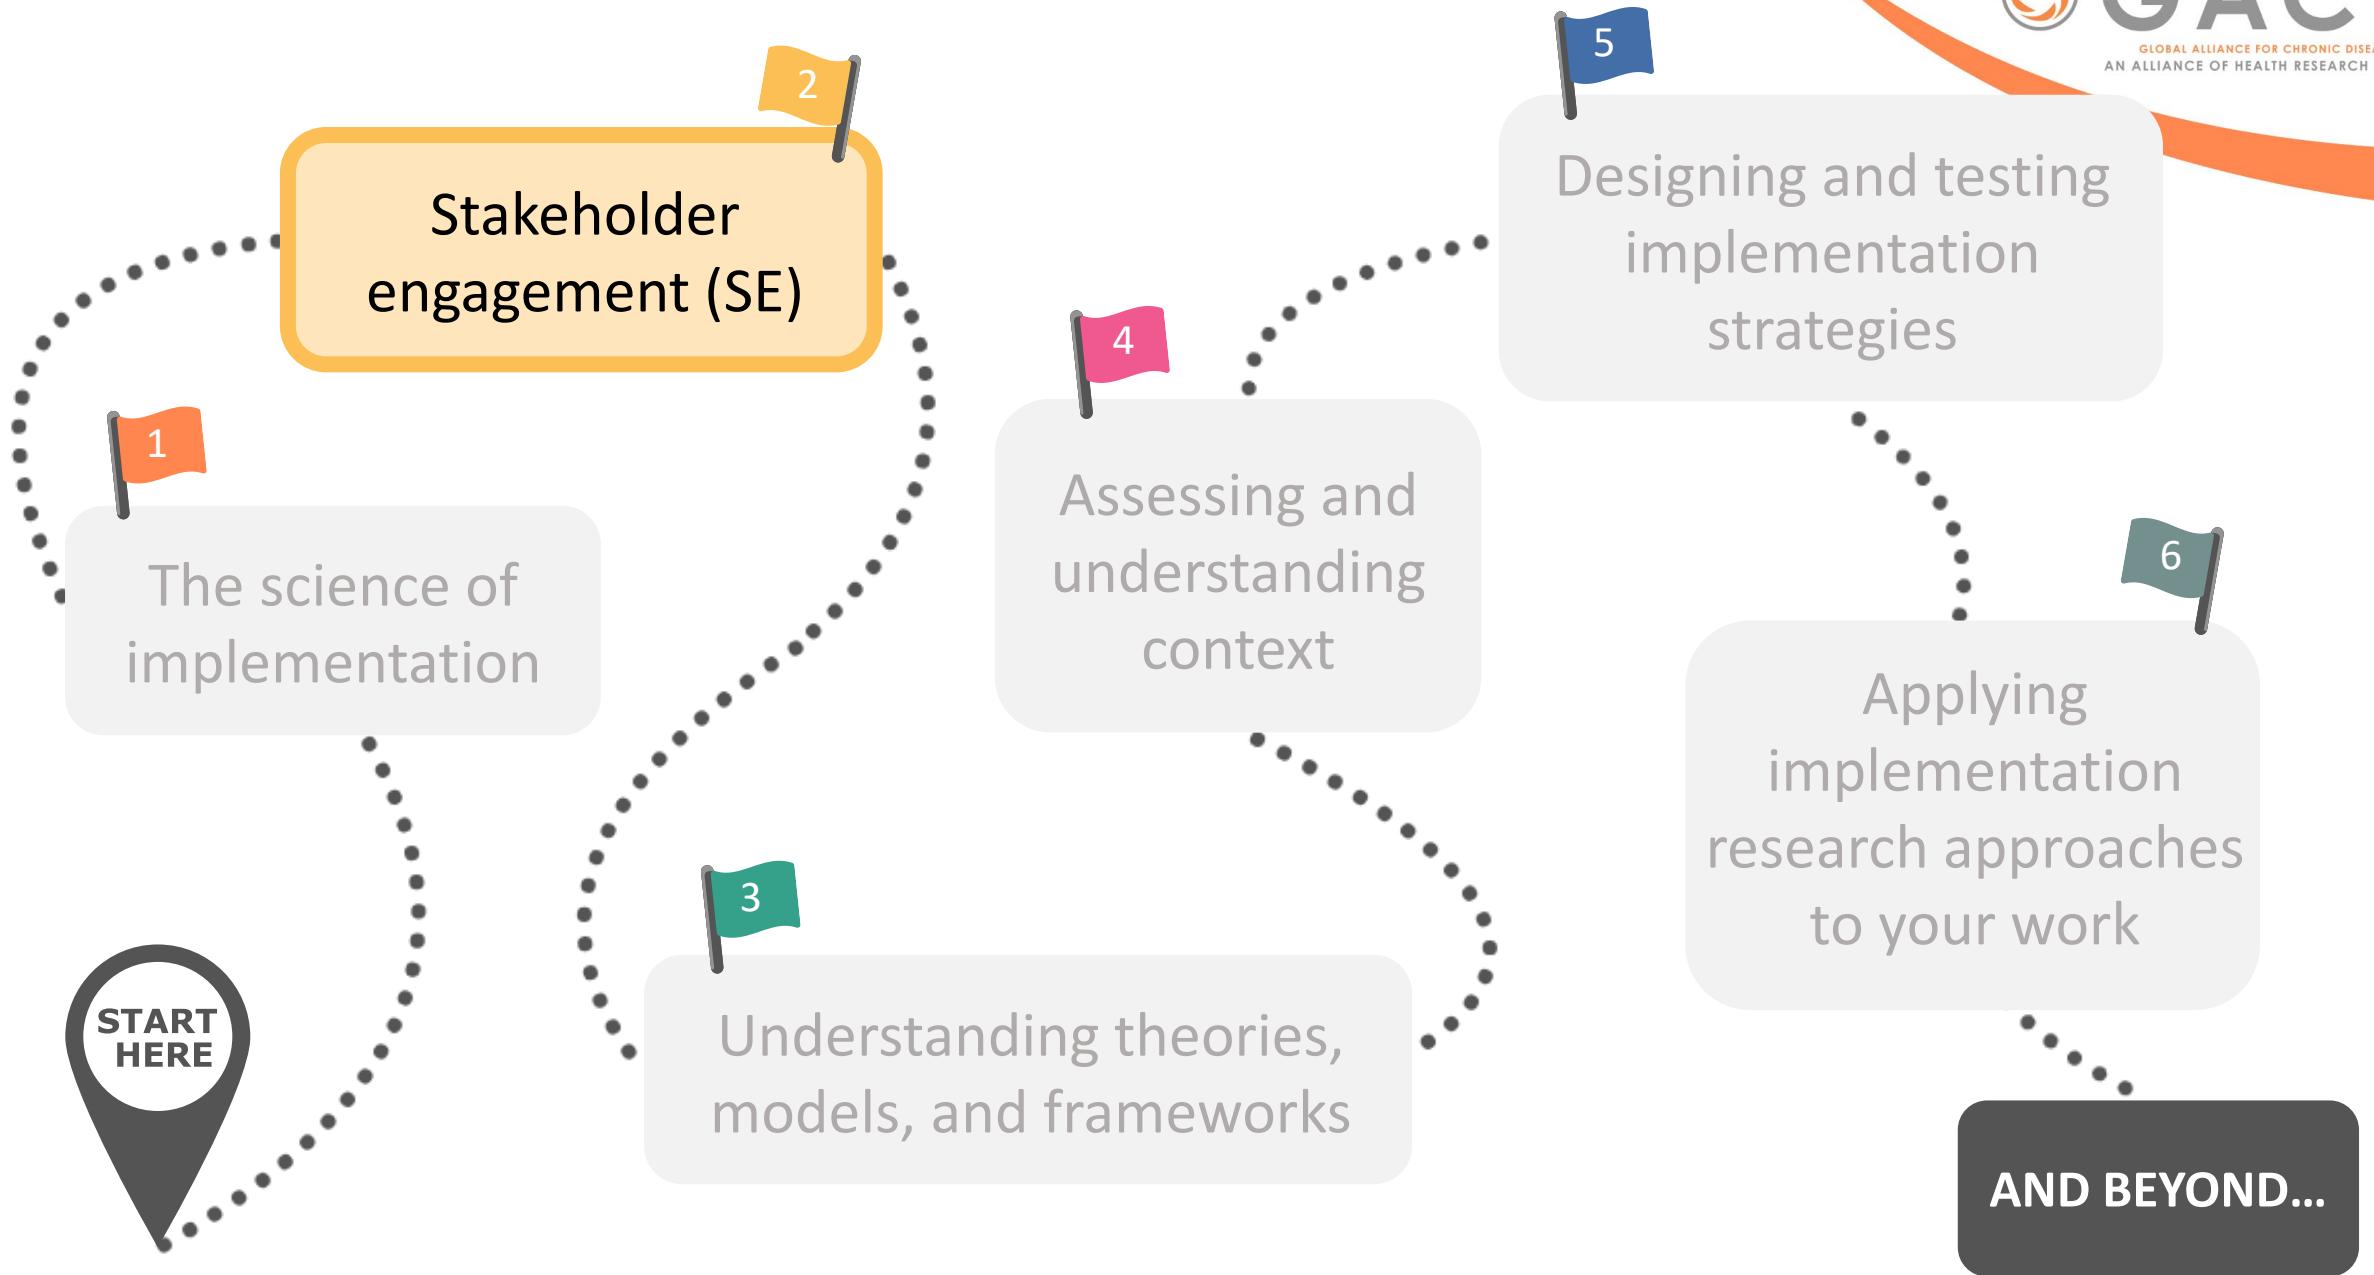 GAC
GLOBAL ALLIANCE FOR CHRONIC
AN ALLIANCE OF HEALTH RESEARCH
START
HERE
1
The science of
implementation
2
Stakeholder
engagement (SE)
3
Understanding theories,
models, and frameworks
4
Assessing and
understanding
context
5
Designing and testing
implementation
strategies
6
Applying
implementation
research approaches
to your work
AND BEYOND...